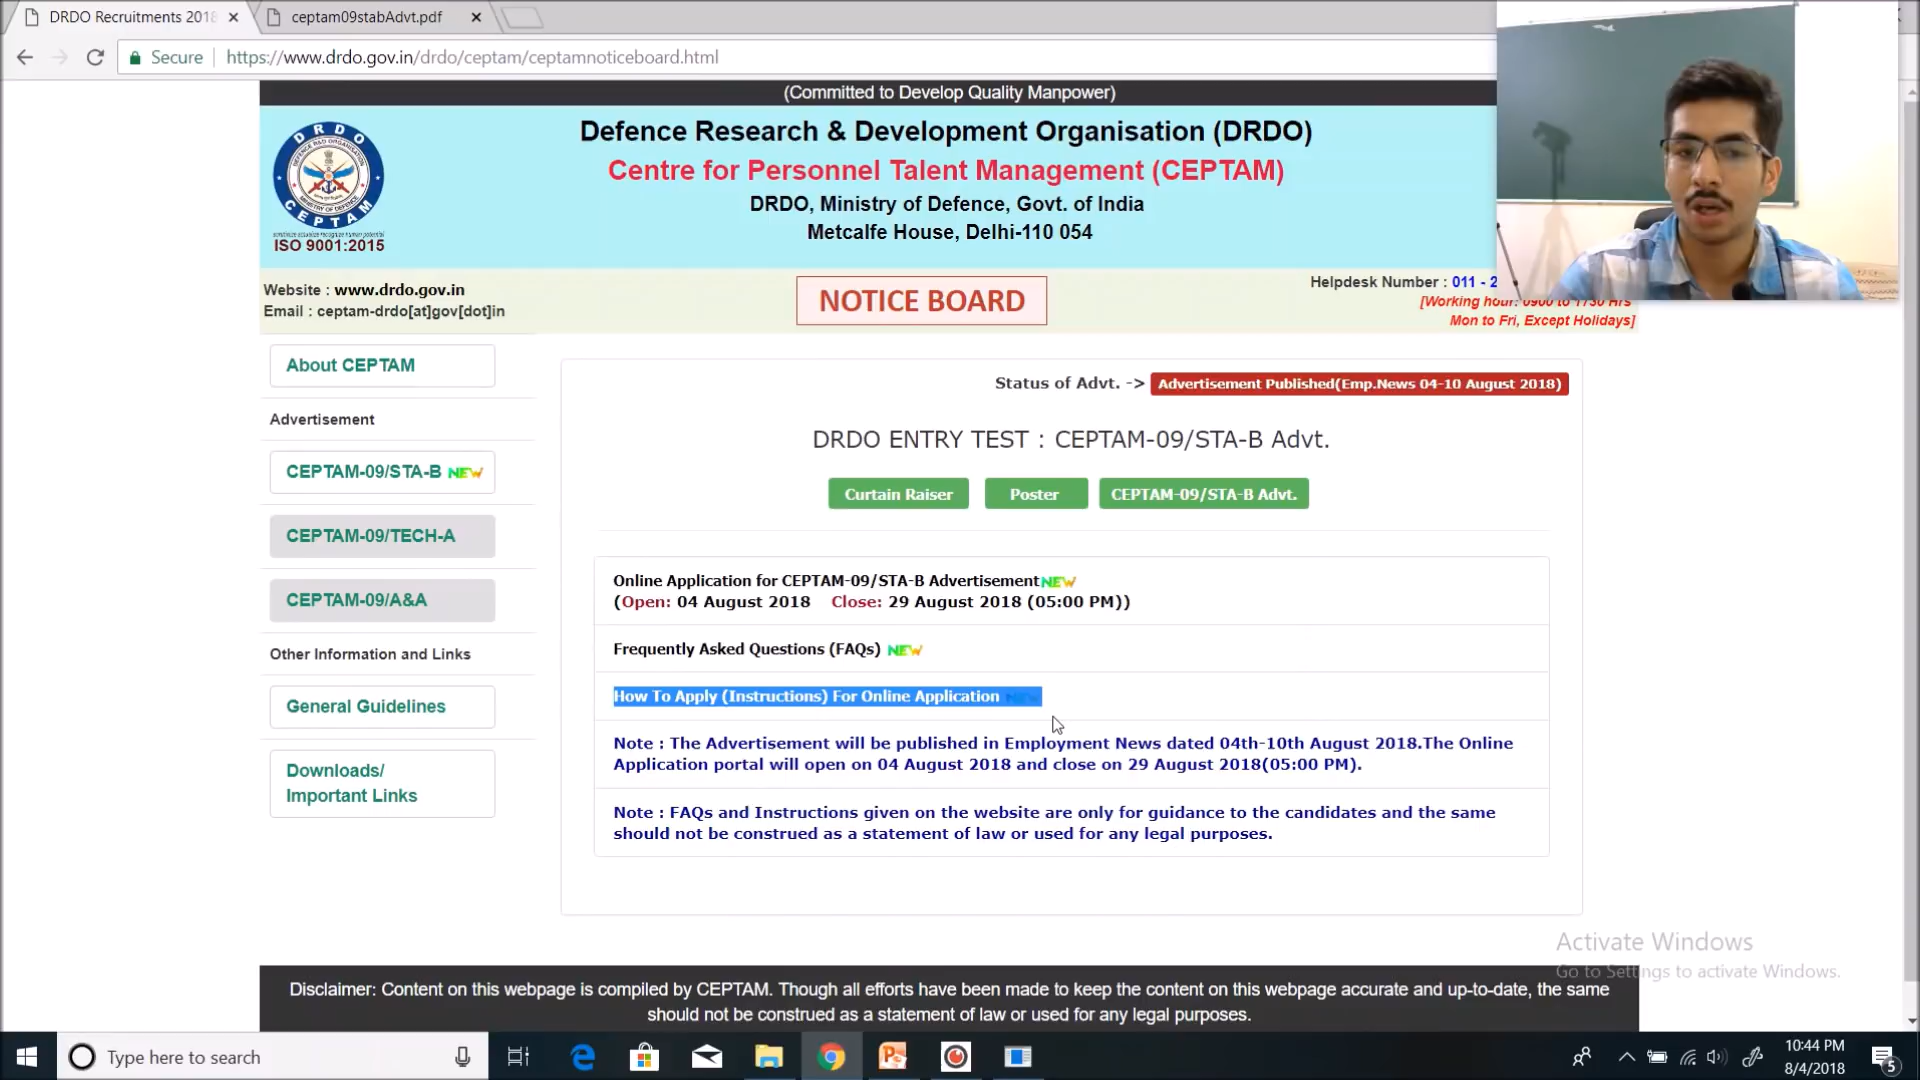 DRDO Recruitments 2018
ceptam09stabAdvt.pdf
Secure https://www.drdo.gov.in/drdo/ceptam/ceptamnoticeboard.html
(Committed to Develop Quality Manpower)
Defence Research & Development Organisation (DRDO)
Centre for Personnel Talent Management (CEPTAM)
DRDO, Ministry of Defence, Govt. of India
Metcalfe House, Delhi-110 054
DRDO
CEPTAM
ISO 9001:2015
Website : www.drdo.gov.in
Email : ceptam-drdo[at]gov[dot]in
NOTICE BOARD
Helpdesk Number : 011 - 2
[Working hour: 0900 to 1730 Hrs
Mon to Fri, Except Holidays]
About CEPTAM
Advertisement
CEPTAM-09/STA-B NEW
CEPTAM-09/TECH-A
CEPTAM-09/A&A
Other Information and Links
General Guidelines
Downloads/
Important Links
Status of Advt. -> Advertisement Published(Emp.News 04-10 August 2018)
DRDO ENTRY TEST : CEPTAM-09/STA-B Advt.
Curtain Raiser Poster CEPTAM-09/STA-B Advt.
Online Application for CEPTAM-09/STA-B Advertisement NEW
(Open: 04 August 2018 Close: 29 August 2018 (05:00 PM))
Frequently Asked Questions (FAQs) NEW
How To Apply (Instructions) For Online Application NEW
Note : The Advertisement will be published in Employment News dated 04th-10th August 2018.The Online
Application portal will open on 04 August 2018 and close on 29 August 2018(05:00 PM).
Note : FAQs and Instructions given on the website are only for guidance to the candidates and the same
should not be construed as a statement of law or used for any legal purposes.
Activate Windows
Go to Settings to activate Windows.
Disclaimer: Content on this webpage is compiled by CEPTAM. Though all efforts have been made to keep the content on this webpage accurate and up-to-date, the same
should not be construed as a statement of law or used for any legal purposes.
Type here to search
10:44 PM
8/4/2018
5